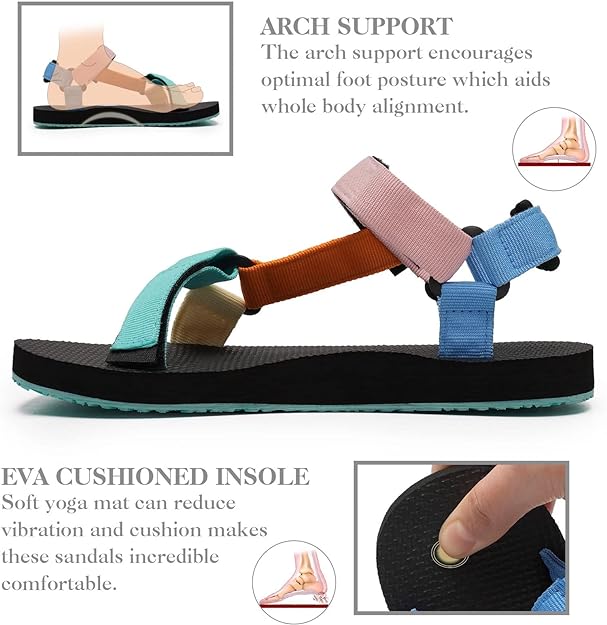 ARCH SUPPORT
The arch support encourages
optimal foot posture which aids
whole body alignment.
EVA CUSHIONED INSOLE
Soft yoga mat can reduce
vibration and cushion makes
these sandals incredible
comfortable.